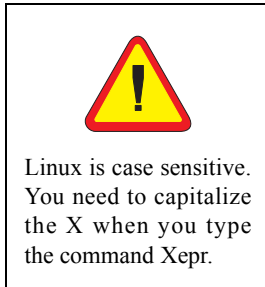 Linux is case sensitive.
You need to capitalize
the X when you type
the command Xepr.